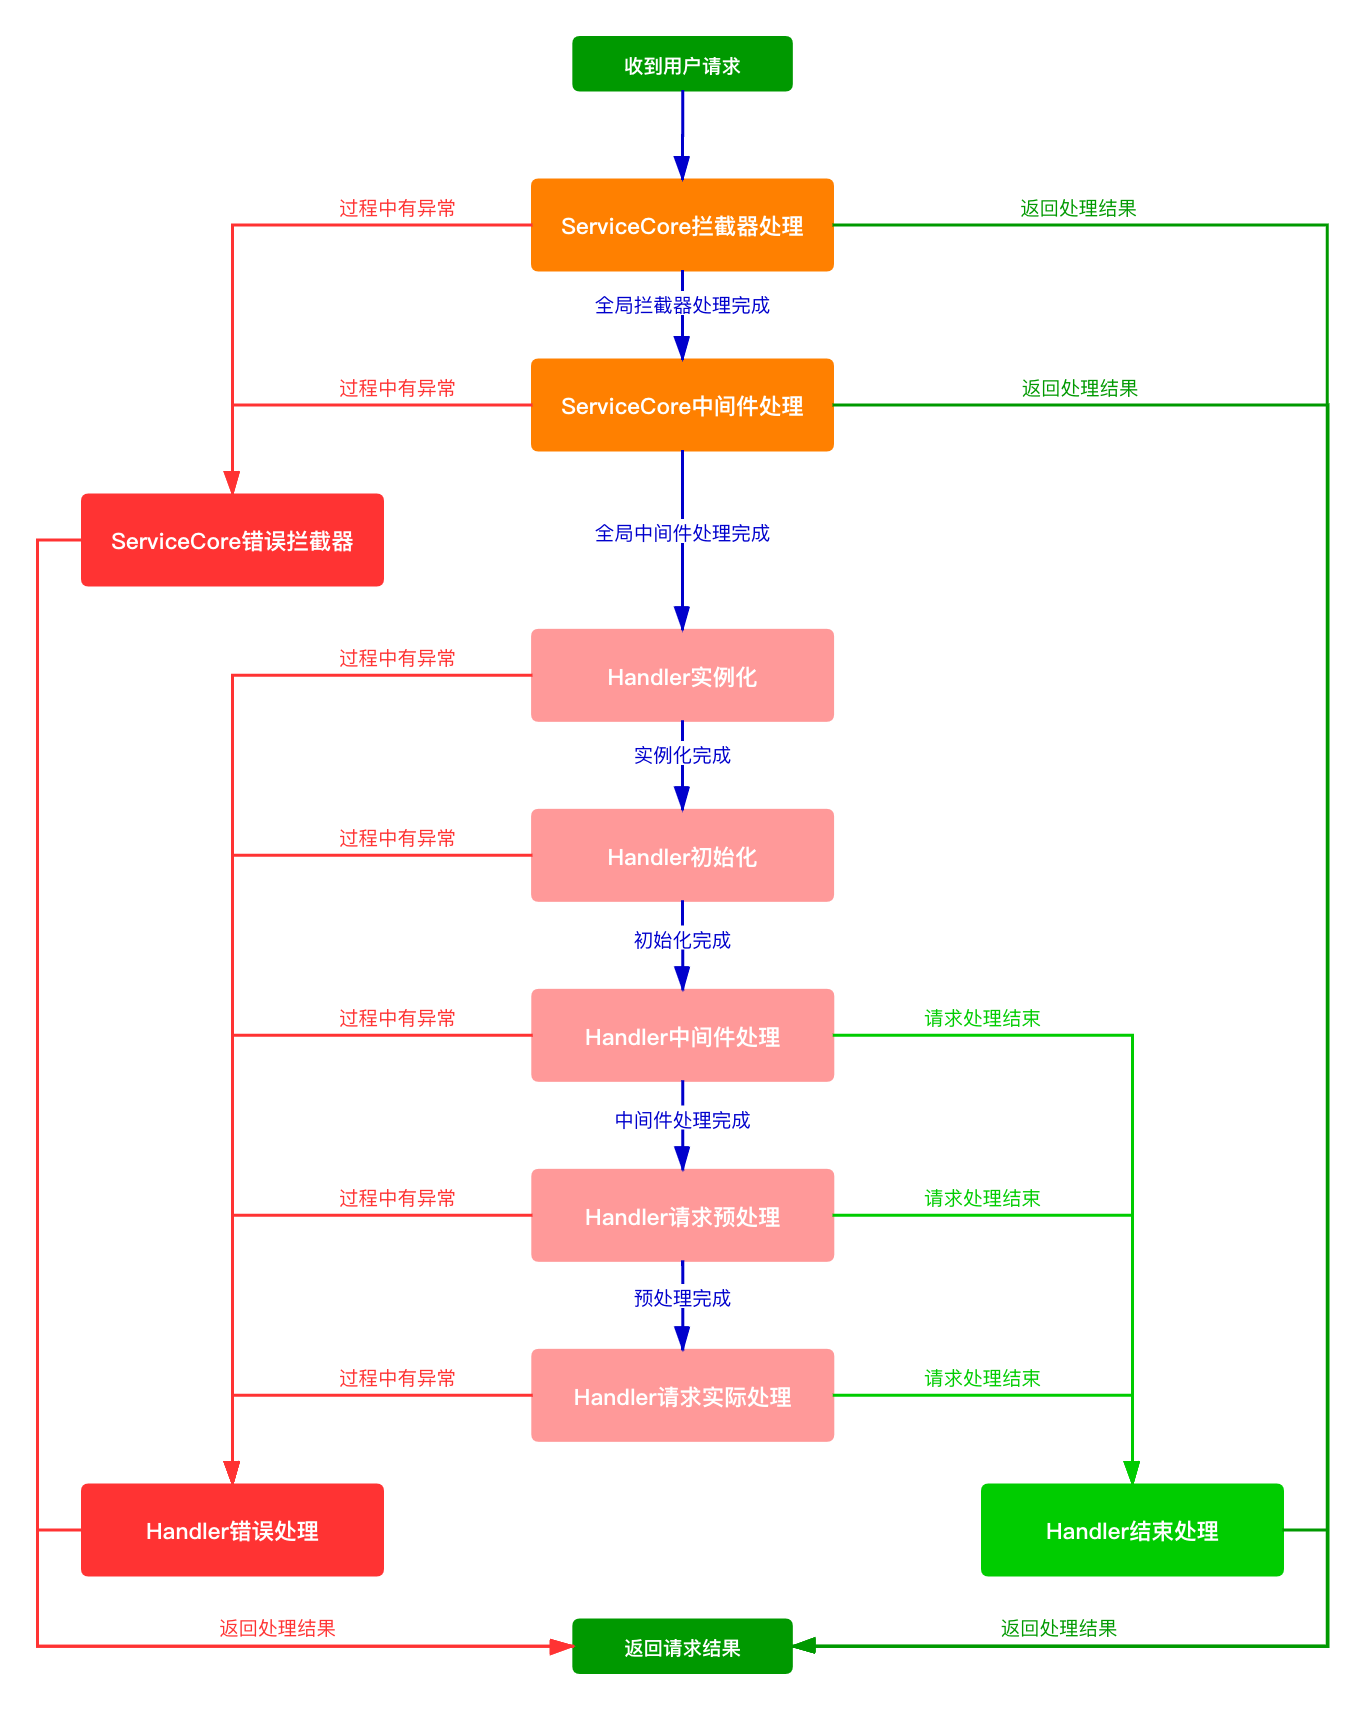 收到用户请求
过程中有异常
ServiceCore拦截器处理
返回处理结果
全局拦截器处理完成
过程中有异常
ServiceCore中间件处理
返回处理结果
全局中间件处理完成
ServiceCore错误拦截器
过程中有异常
Handler实例化
实例化完成
过程中有异常
Handler初始化
初始化完成
过程中有异常
Handler中间件处理
请求处理结束
中间件处理完成
过程中有异常
Handler请求预处理
请求处理结束
预处理完成
过程中有异常
Handler请求实际处理
请求处理结束
Handler错误处理
Handler结束处理
返回处理结果
返回请求结果
返回处理结果